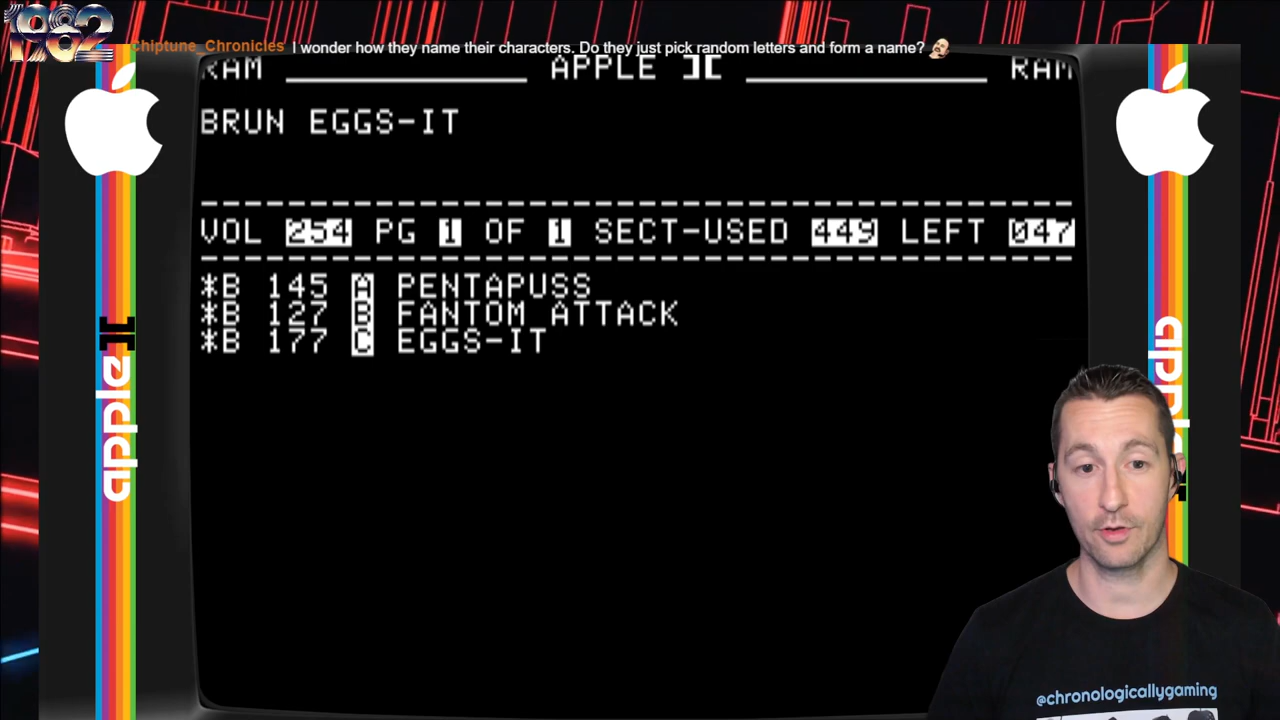 1982
Chiptune_Chronicles I wonder how they name their characters. Do they just pick random letters and form a name?
RAM APPLE ][ RAM
BRUN EGGS-IT
VOL 254 PG 1 OF 1 SECT-USED 449 LEFT 047
*B 145 A PENTAPUSS
*B 127 B FANTOM ATTACK
*B 177 C EGGS-IT
apple ][
apple ][
@chronologicallygaming